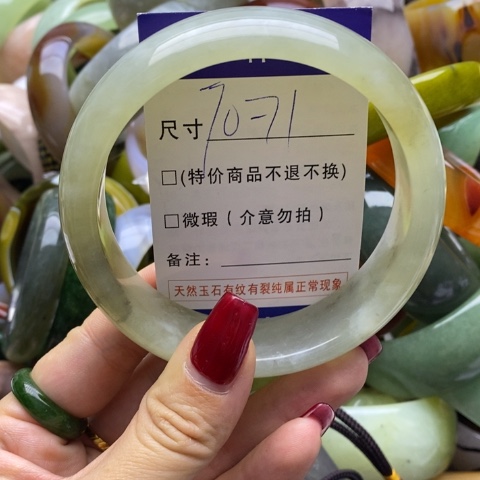 尺寸 70-71
□(特价商品不退不换)
□微瑕(介意勿拍)
备注:
天然玉石有纹有裂纯属正常现象